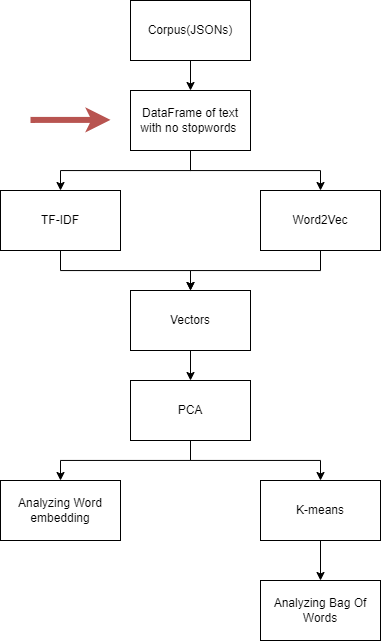 Corpus(JSONs)
DataFrame of text
with no stopwords
TF-IDF
Word2Vec
Vectors
PCA
Analyzing Word
embedding
K-means
Analyzing Bag Of
Words